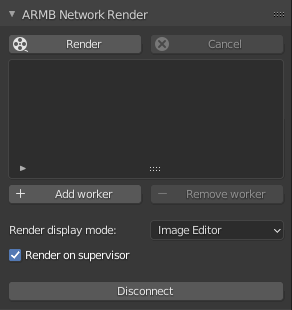 ARMB Network Render
Render Cancel
Add worker Remove worker
Render display mode: Image Editor
Render on supervisor
Disconnect